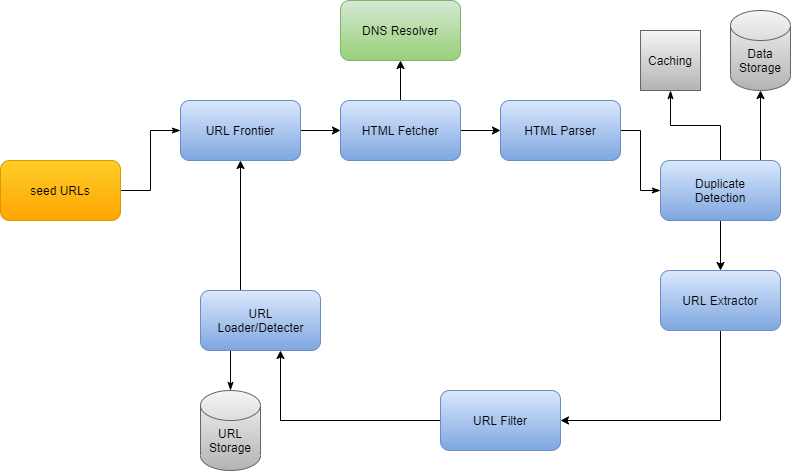 DNS Resolver
Caching
Data
Storage
URL Frontier
HTML Fetcher
HTML Parser
seed URLs
Duplicate
Detection
URL
Loader/Detecter
URL Extractor
URL Filter
URL
Storage